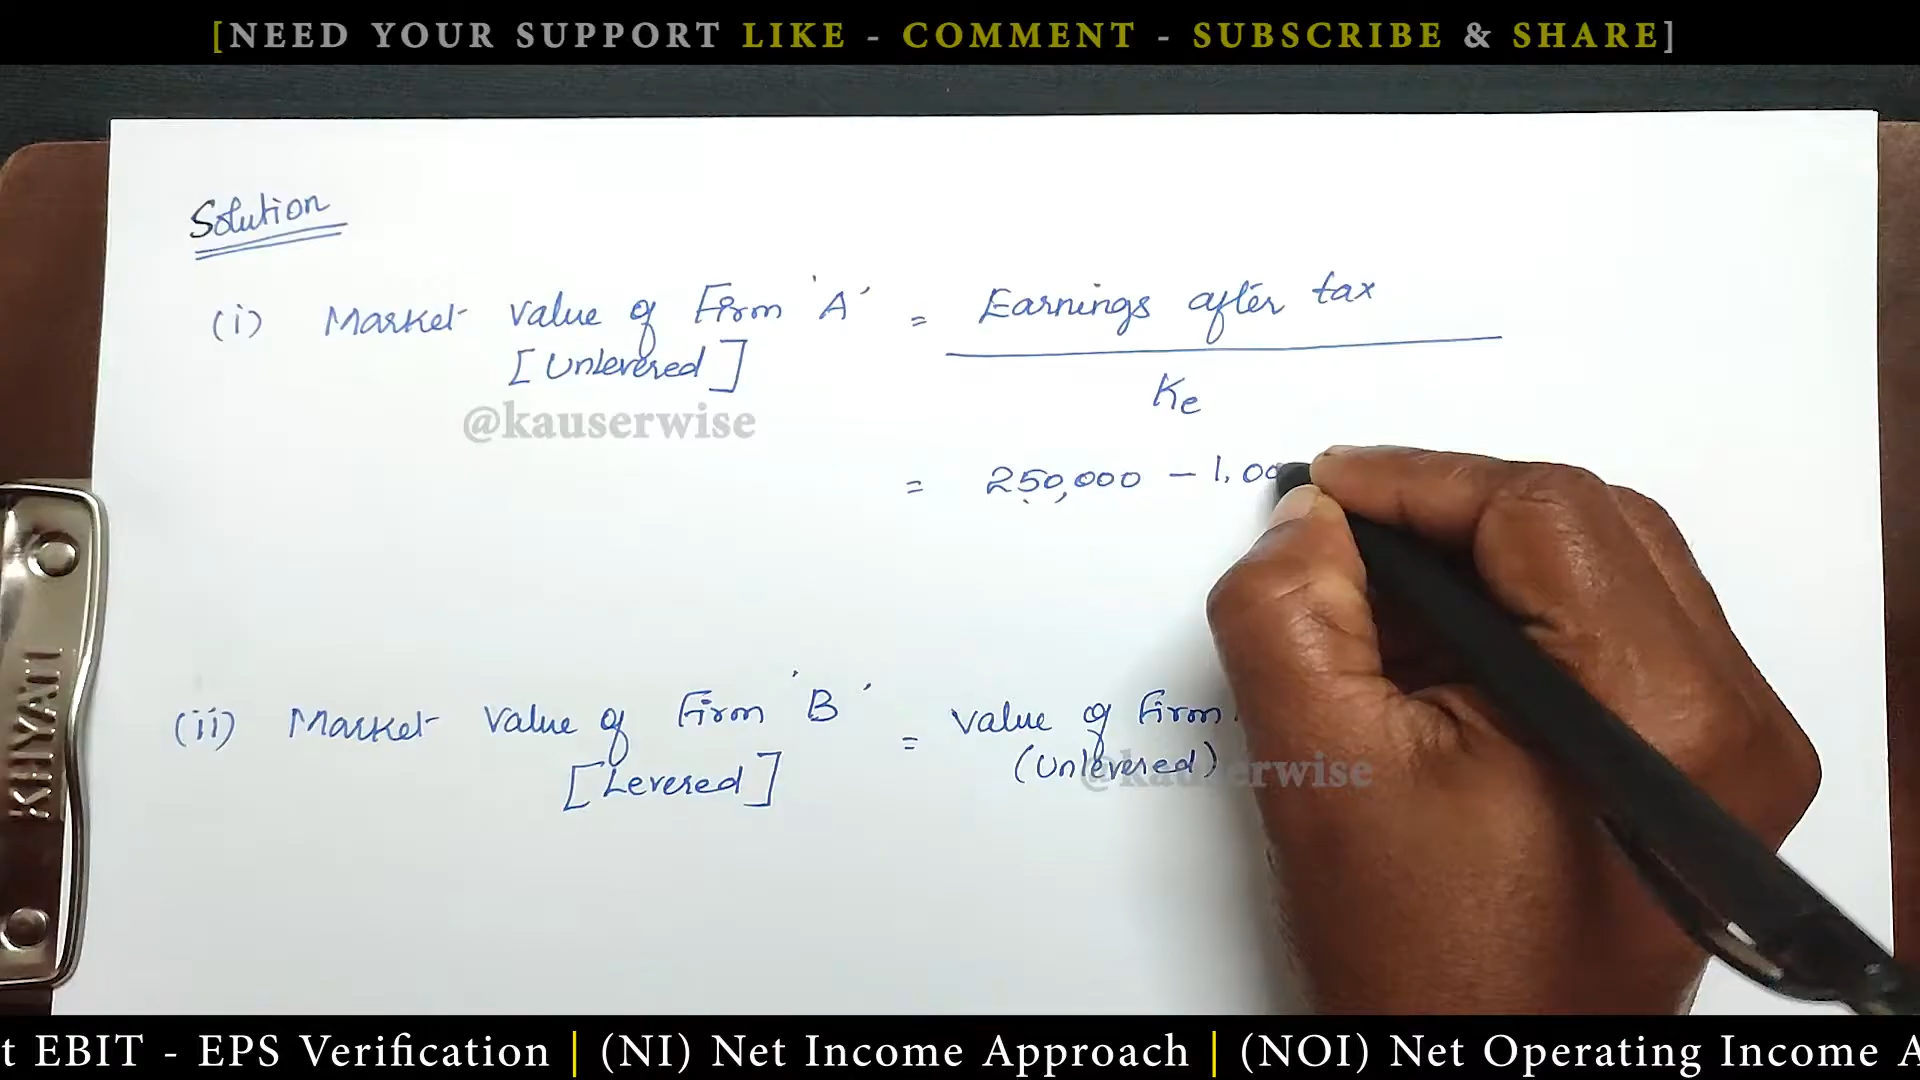 [NEED YOUR SUPPORT LIKE - COMMENT - SUBSCRIBE & SHARE]
Solution
(i) Market value of Firm 'A' = Earnings after tax
[Unlevered]
Ke
@kauserwise
= 250,000 - 1,00
(ii) Market value of Firm 'B' = value of Firm
[Levered]
(Unlevered)
@kauserwise
KHYATI
t EBIT - EPS Verification | (NI) Net Income Approach | (NOI) Net Operating Income A